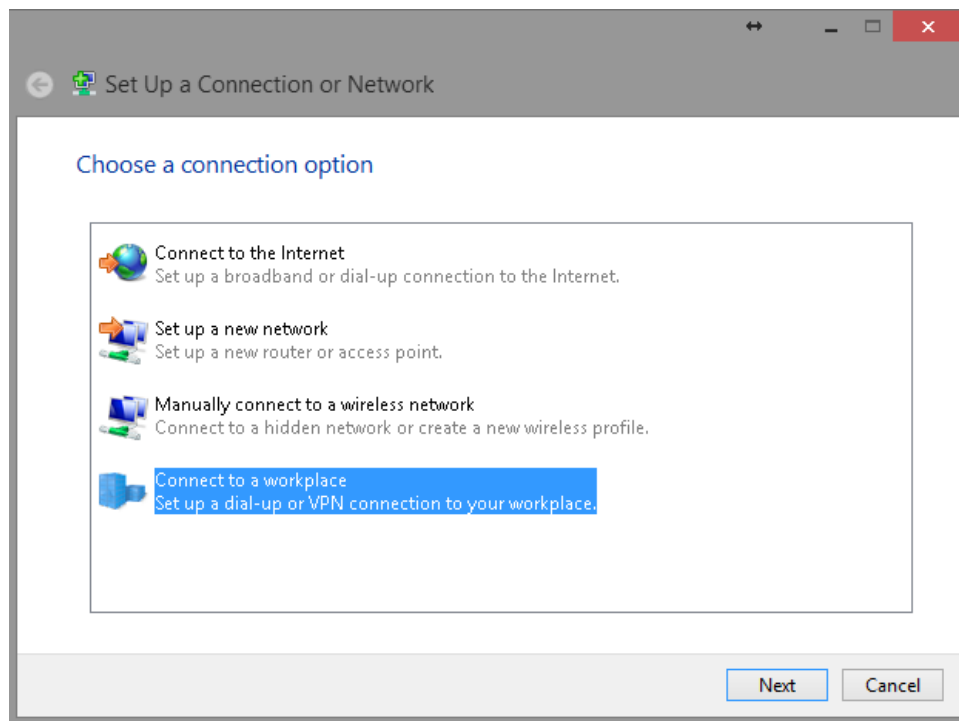 Set Up a Connection or Network
Choose a connection option
Connect to the Internet
Set up a broadband or dial-up connection to the Internet.
Set up a new network
Set up a new router or access point.
Manually connect to a wireless network
Connect to a hidden network or create a new wireless profile.
Connect to a workplace
Set up a dial-up or VPN connection to your workplace.
Next
Cancel